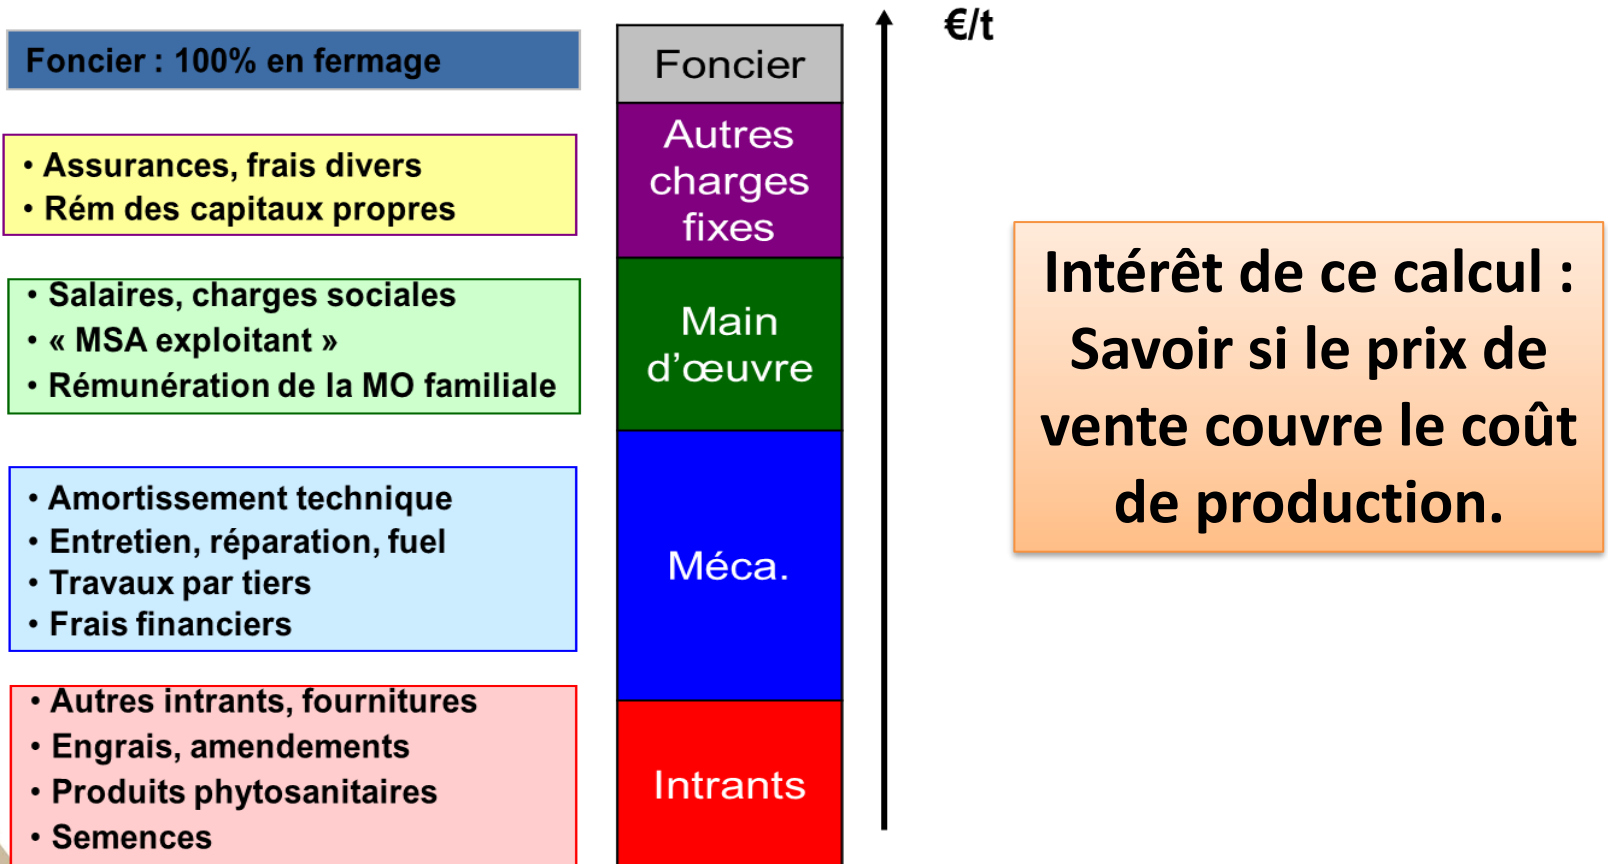 €/t
Foncier : 100% en fermage
Foncier
• Assurances, frais divers
• Rém des capitaux propres
Autres
charges
fixes
• Salaires, charges sociales
• « MSA exploitant »
• Rémunération de la MO familiale
Main
d’œuvre
• Amortissement technique
• Entretien, réparation, fuel
• Travaux par tiers
• Frais financiers
Méca.
• Autres intrants, fournitures
• Engrais, amendements
• Produits phytosanitaires
• Semences
Intrants
Intérêt de ce calcul :
Savoir si le prix de
vente couvre le coût
de production.